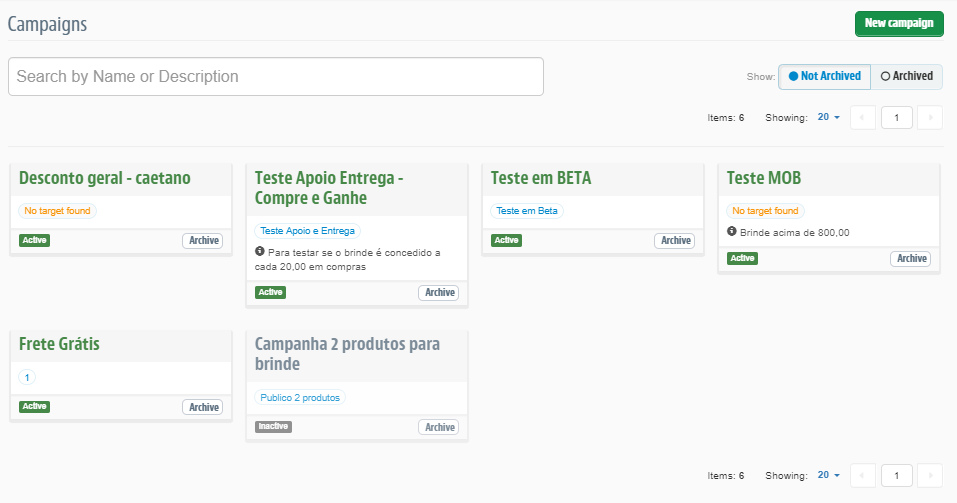 Campaigns
New campaign
Search by Name or Description
Show: Not Archived Archived
Items: 6 Showing: 20 1
Desconto geral - caetano
No target found
Active Archive
Teste Apoio Entrega -
Compre e Ganhe
Teste Apoio e Entrega
Para testar se o brinde é concedido a
cada 20,00 em compras
Active Archive
Teste em BETA
Teste em Beta
Active Archive
Teste MOB
No target found
Brinde acima de 800,00
Active Archive
Frete Grátis
1
Active Archive
Campanha 2 produtos para
brinde
Publico 2 produtos
Inactive Archive
Items: 6 Showing: 20 1